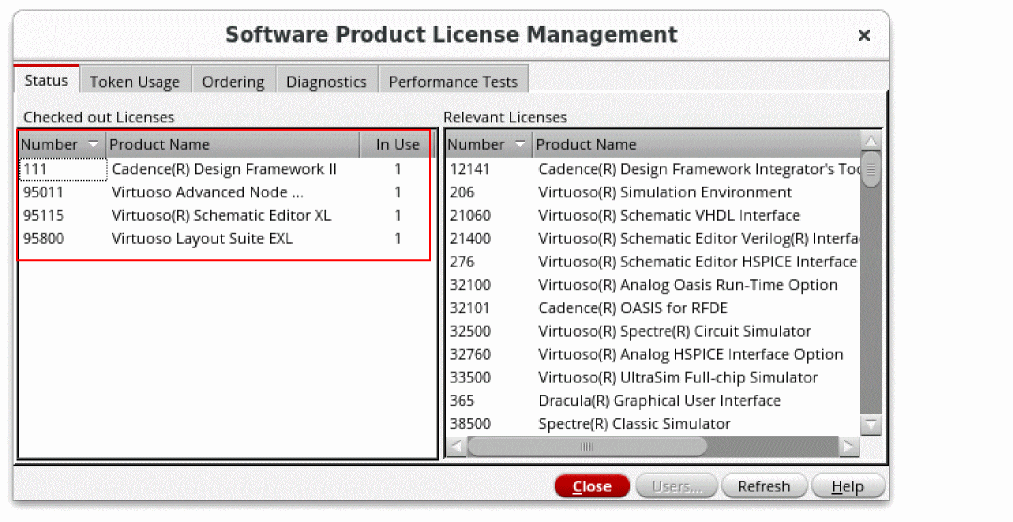 Software Product License Management
Status Token Usage Ordering Diagnostics Performance Tests
Checked out Licenses
Number Product Name In Use
111 Cadence(R) Design Framework II 1
95011 Virtuoso Advanced Node ... 1
95115 Virtuoso(R) Schematic Editor XL 1
95800 Virtuoso Layout Suite EXL 1
Relevant Licenses
Number Product Name
12141 Cadence(R) Design Framework Integrator's Too
206 Virtuoso(R) Simulation Environment
21060 Virtuoso(R) Schematic VHDL Interface
21400 Virtuoso(R) Schematic Editor Verilog(R) Interfa
276 Virtuoso(R) Schematic Editor HSPICE Interface
32100 Virtuoso(R) Analog Oasis Run-Time Option
32101 Cadence(R) OASIS for RFDE
32500 Virtuoso(R) Spectre(R) Circuit Simulator
32760 Virtuoso(R) Analog HSPICE Interface Option
33500 Virtuoso(R) UltraSim Full-chip Simulator
365 Dracula(R) Graphical User Interface
38500 Spectre(R) Classic Simulator
Close Users... Refresh Help